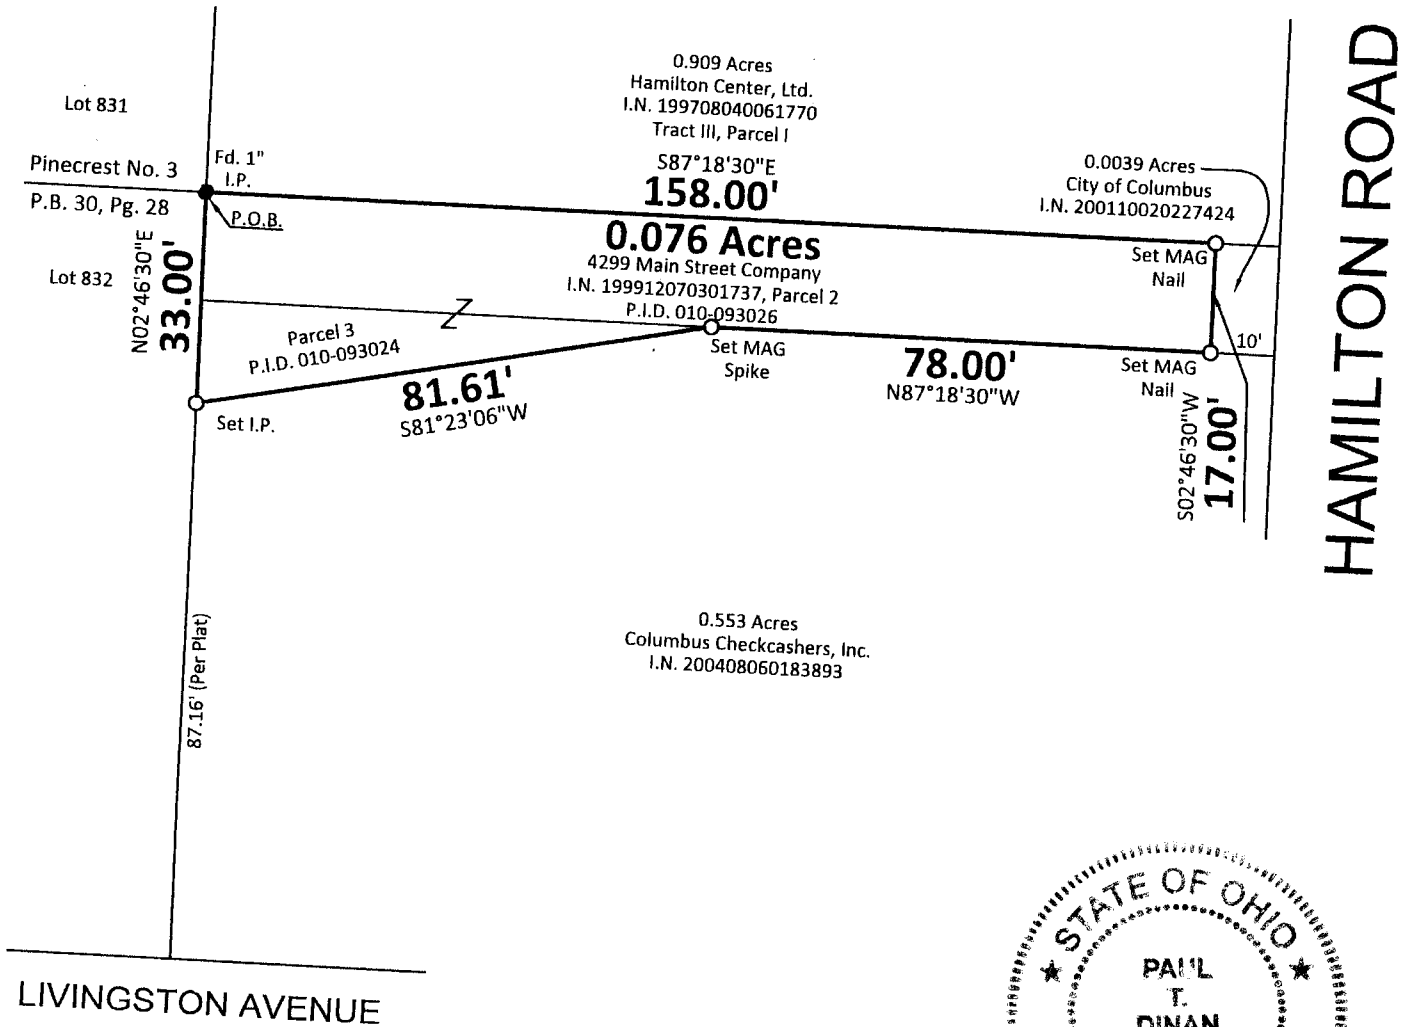 Lot 831
Pinecrest No. 3
P.B. 30, Pg. 28
Lot 832
Fd. 1"
I.P.
P.O.B.
0.909 Acres
Hamilton Center, Ltd.
I.N. 199708040061770
Tract III, Parcel I
S87°18'30"E
158.00'
0.076 Acres
4299 Main Street Company
I.N. 199912070301737, Parcel 2
P.I.D. 010-093026
0.0039 Acres
City of Columbus
I.N. 200110020227424
Set MAG
Nail
HAMILTON ROAD
N02°46'30"E
33.00'
Parcel 3
P.I.D. 010-093024
Z
Set MAG
Spike
78.00'
N87°18'30"W
Set MAG
Nail
10'
S02°46'30"W
17.00'
81.61'
S81°23'06"W
Set I.P.
0.553 Acres
Columbus Checkcashers, Inc.
I.N. 200408060183893
87.16' (Per Plat)
LIVINGSTON AVENUE
STATE OF OHIO
PAUL
T.
DINAN